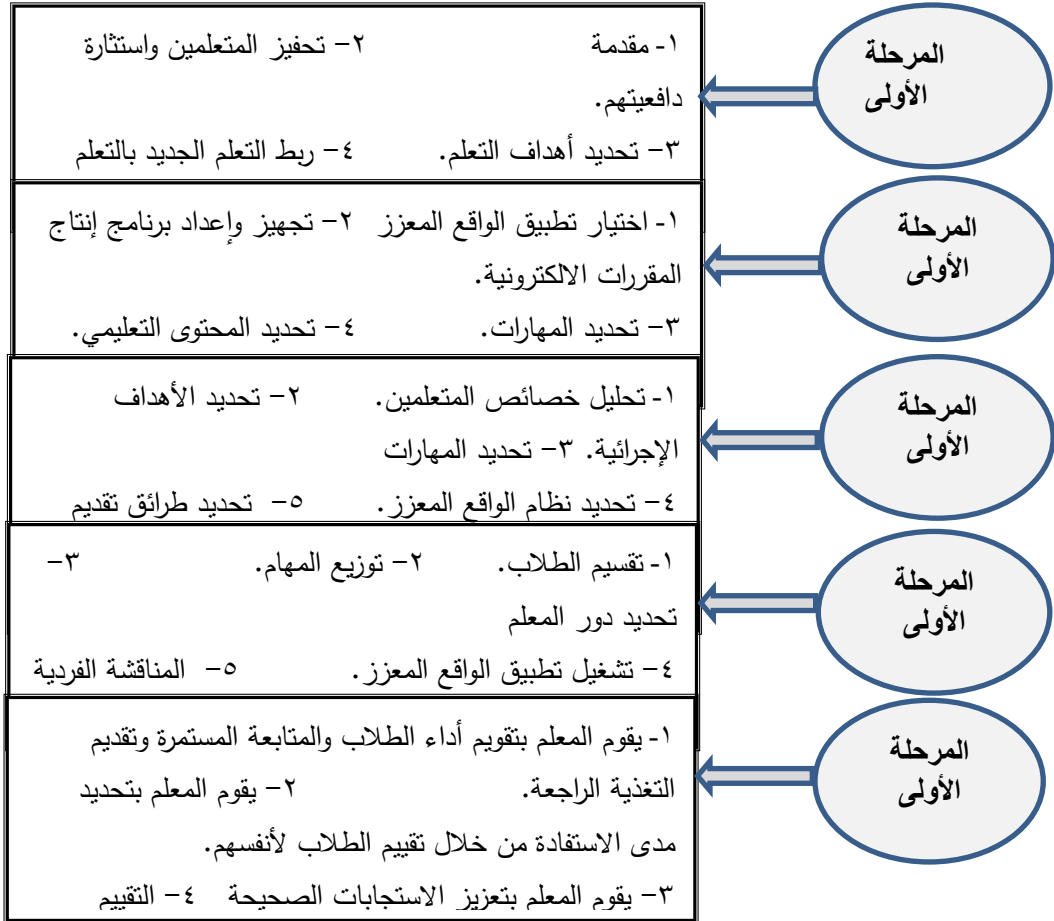 المرحلة
الأولى
١- مقدمة ٢- تحفيز المتعلمين واستثارة
دافعيتهم.
٣- تحديد أهداف التعلم. ٤- ربط التعلم الجديد بالتعلم
المرحلة
الأولى
١- اختيار تطبيق الواقع المعزز ٢- تجهيز وإعداد برنامج إنتاج
المقررات الالكترونية.
٣- تحديد المهارات. ٤- تحديد المحتوى التعليمي.
المرحلة
الأولى
١- تحليل خصائص المتعلمين. ٢- تحديد الأهداف
الإجرائية. ٣- تحديد المهارات
٤- تحديد نظام الواقع المعزز. ٥- تحديد طرائق تقديم
المرحلة
الأولى
١- تقسيم الطلاب. ٢- توزيع المهام. ٣-
تحديد دور المعلم
٤- تشغيل تطبيق الواقع المعزز. ٥- المناقشة الفردية
المرحلة
الأولى
١- يقوم المعلم بتقويم أداء الطلاب والمتابعة المستمرة وتقديم
التغذية الراجعة. ٢- يقوم المعلم بتحديد
مدى الاستفادة من خلال تقييم الطلاب لأنفسهم.
٣- يقوم المعلم بتعزيز الاستجابات الصحيحة ٤- التقييم